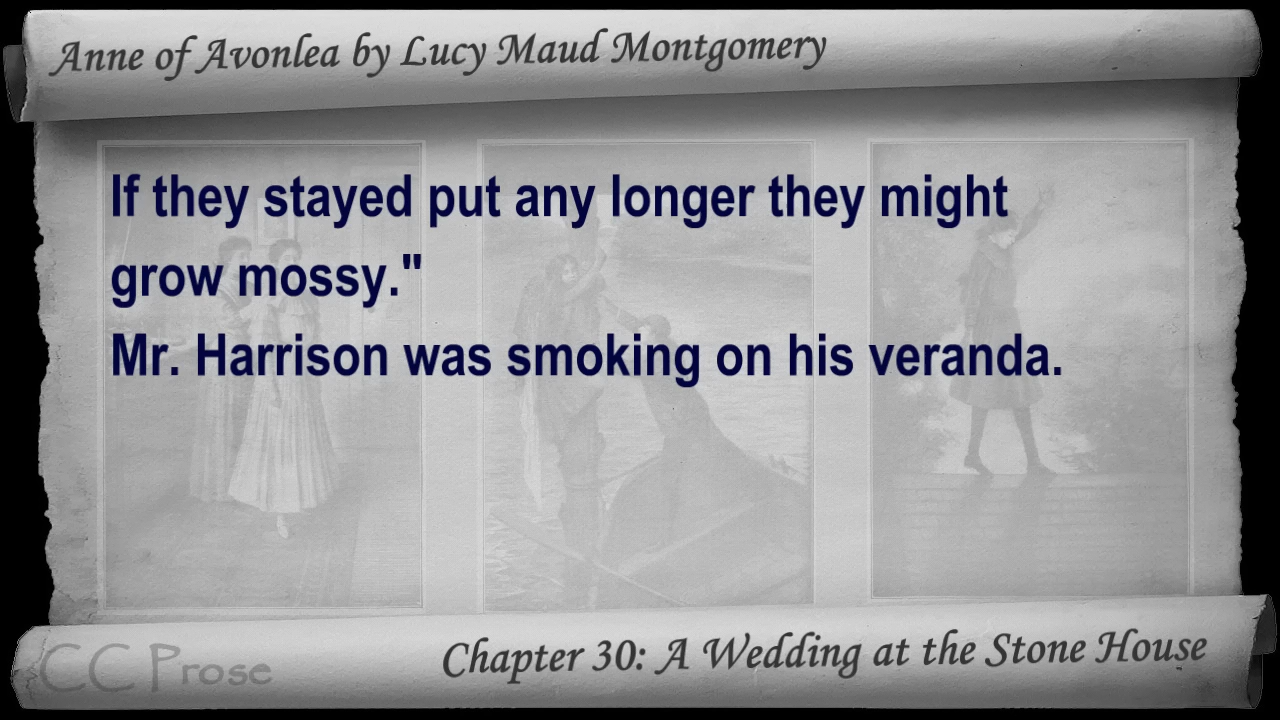 Anne of Avonlea by Lucy Maud Montgomery
If they stayed put any longer they might
grow mossy."
Mr. Harrison was smoking on his veranda.
CC Prose
Chapter 30: A Wedding at the Stone House